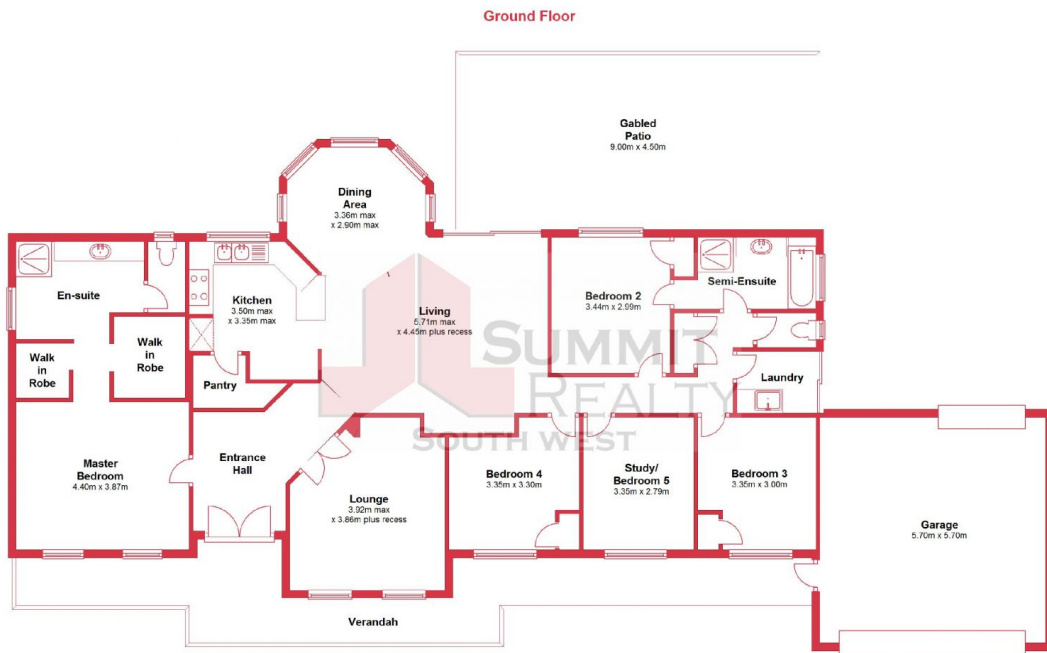 Ground Floor
Gabled
Patio
9.00m x 4.50m
Dining
Area
3.36m max
x 2.90m max
En-suite
Kitchen
3.50m max
x 3.35m max
Living
5.71m max
x 4.45m plus recess
Bedroom 2
3.44m x 2.99m
Semi-Ensuite
Walk
in
Robe
Walk
in
Robe
Pantry
Laundry
SUMMIT
REALTY
SOUTH WEST
Master
Bedroom
4.40m x 3.87m
Entrance
Hall
Lounge
3.92m max
x 3.86m plus recess
Bedroom 4
3.35m x 3.30m
Study/
Bedroom 5
3.35m x 2.79m
Bedroom 3
3.35m x 3.00m
Garage
5.70m x 5.70m
Verandah